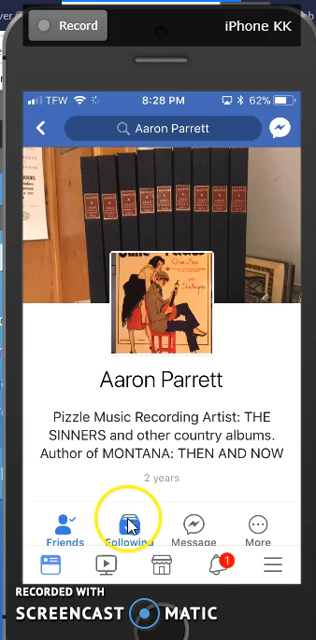 Record
iPhone KK
TFW 8:28 PM 62%
Aaron Parrett
Aaron Parrett
Pizzle Music Recording Artist: THE
SINNERS and other country albums.
Author of MONTANA: THEN AND NOW
2 years
Friends Following Message More
1
RECORDED WITH
SCREENCAST MATIC